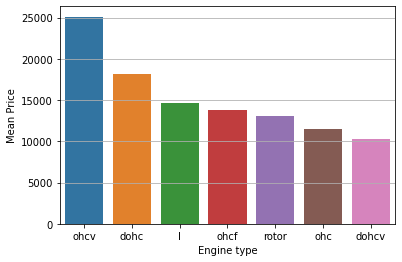 25000
20000
15000
10000
5000
0
Mean Price
ohcv dohc l ohcf rotor ohc dohcv
Engine type